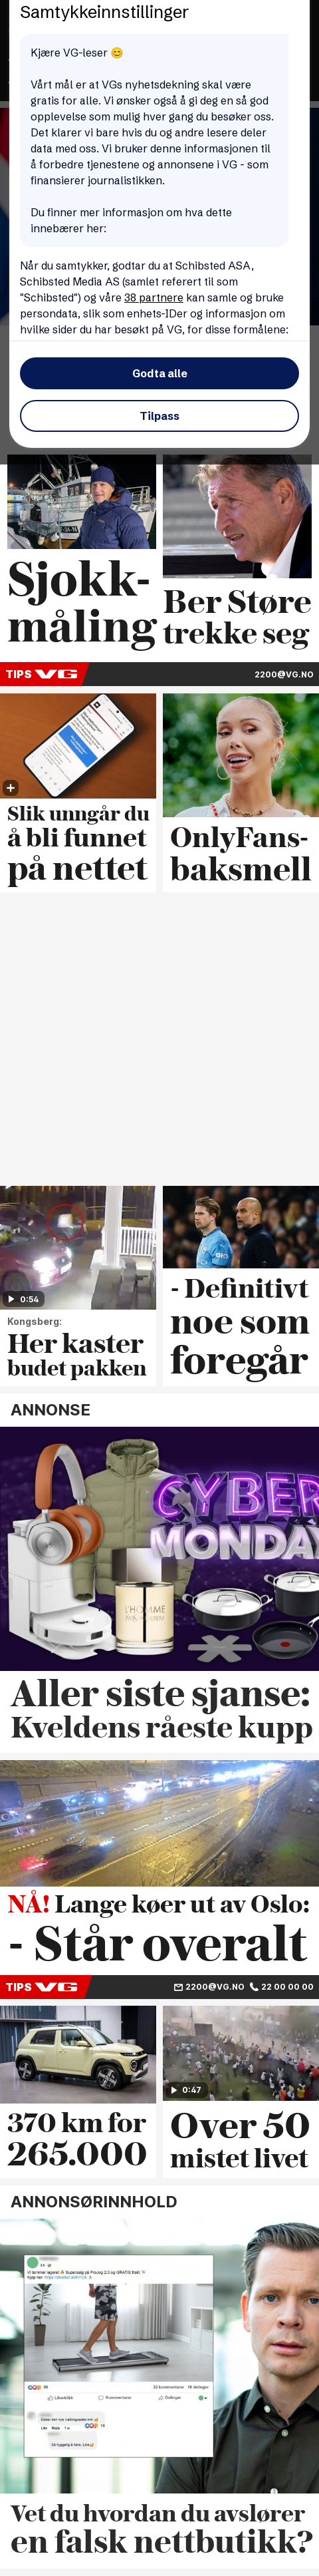 Samtykkeinnstillinger
Kjære VG-leser 😊
Vårt mål er at VGs nyhetsdekning skal være
gratis for alle. Vi ønsker også å gi deg en så god
opplevelse som mulig hver gang du besøker oss.
Det klarer vi bare hvis du og andre lesere deler
data med oss. Vi bruker denne informasjonen til
å forbedre tjenestene og annonsene i VG - som
finansierer journalistikken.
Du finner mer informasjon om hva dette
innebærer her:
Når du samtykker, godtar du at Schibsted ASA,
Schibsted Media AS (samlet referert til som
"Schibsted") og våre 38 partnere kan samle og bruke
persondata, slik som enhets-IDer og informasjon om
hvilke sider du har besøkt på VG, for disse formålene:
Godta alle
Tilpass
Sjokk-
måling
Ber Støre
trekke seg
TIPS VG 2200@VG.NO
Slik unngår du
å bli funnet
på nettet
OnlyFans-
baksmell
0:54
Kongsberg:
Her kaster
budet pakken
- Definitivt
noe som
foregår
ANNONSE
CYBER
MONDAY
L'HOMME
Aller siste sjanse:
Kveldens råeste kupp
NÅ! Lange køer ut av Oslo:
- Står overalt
TIPS VG 2200@VG.NO 22 00 00 00
370 km for
265.000
0:47
Over 50
mistet livet
ANNONSØRINNHOLD
Vet du hvordan du avslører
en falsk nettbutikk?